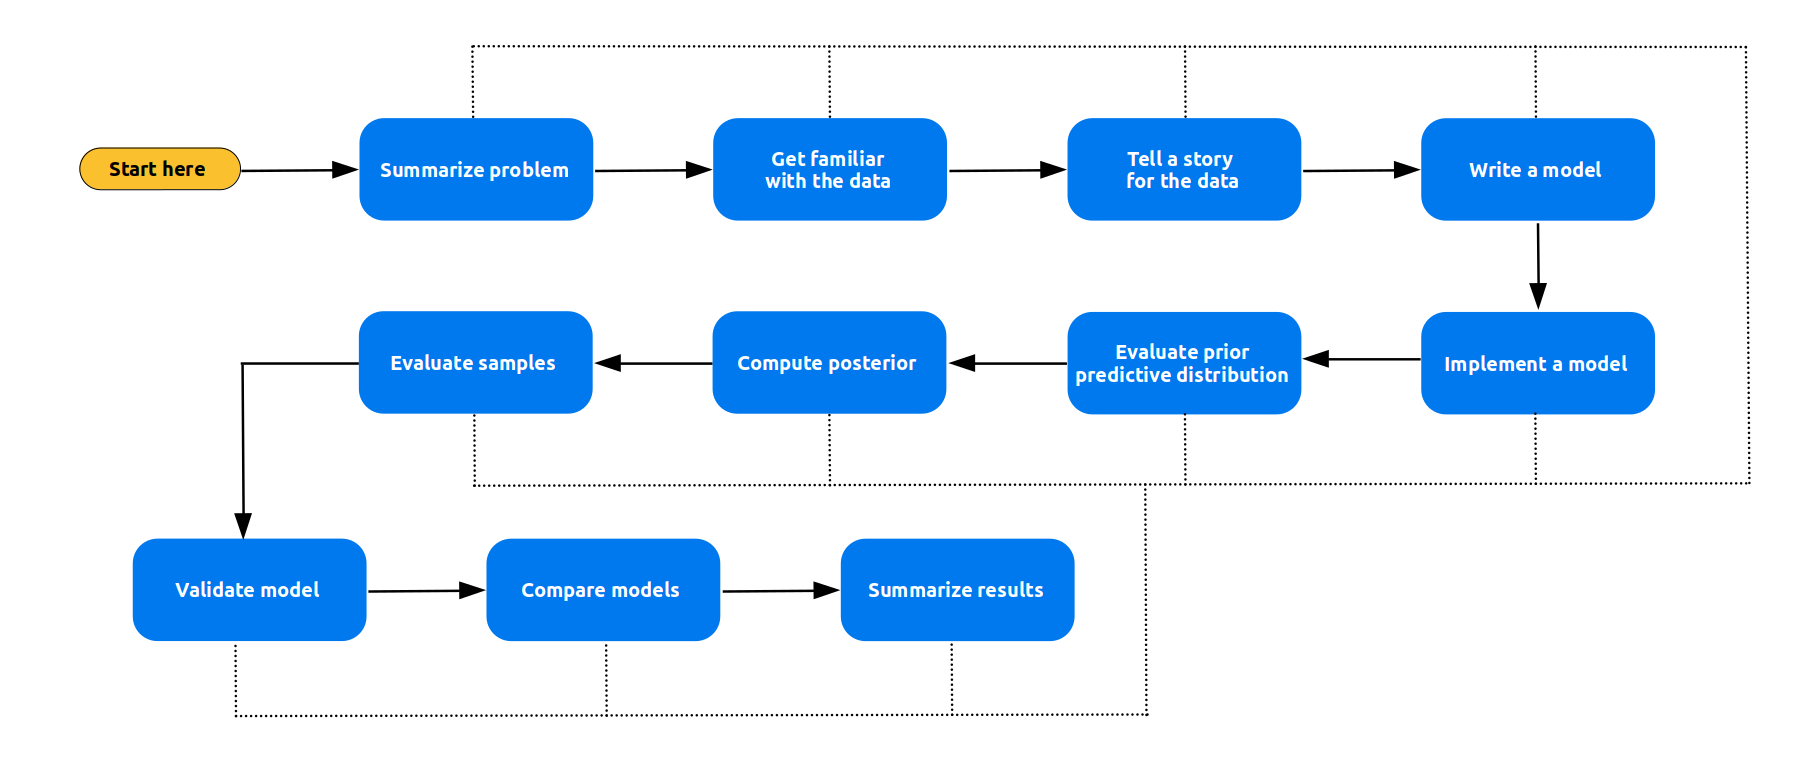 Start here
Summarize problem
Get familiar
with the data
Tell a story
for the data
Write a model
Implement a model
Evaluate prior
predictive distribution
Compute posterior
Evaluate samples
Validate model
Compare models
Summarize results